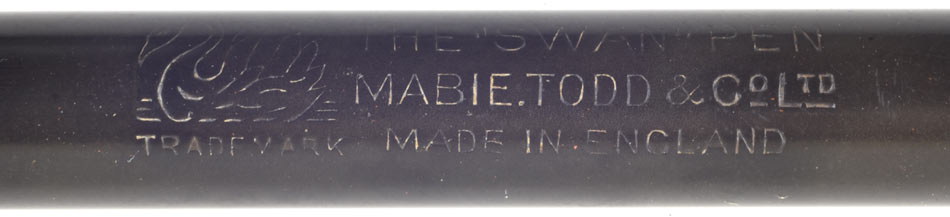 THE "SWAN" PEN
MABIE.TODD & Co LTD
TRADE MARK
MADE IN ENGLAND